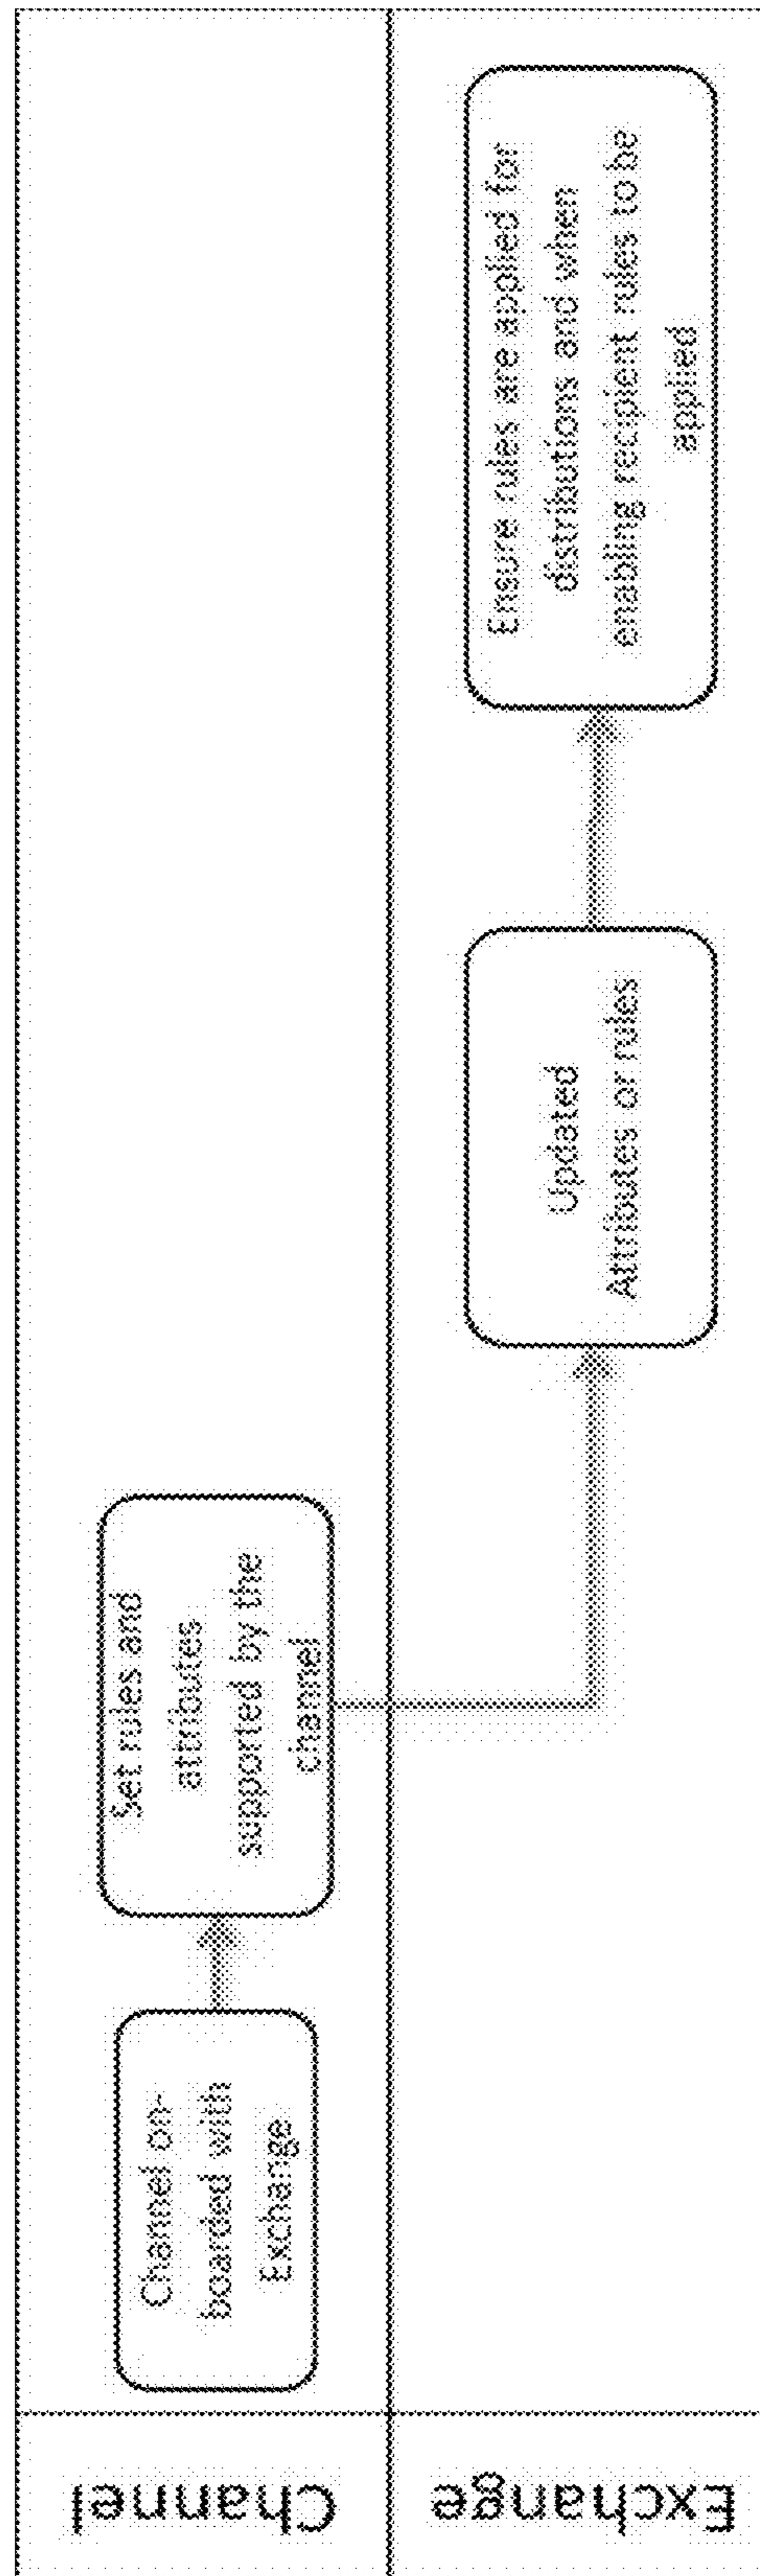 Channel
Channel on-
boarded with
Exchange
Set rules and
attributes
supported by the
channel
Exchange
Updated
Attributes or rules
Ensure rules are applied for
distributions and when
enabling recipient rules to be
applied